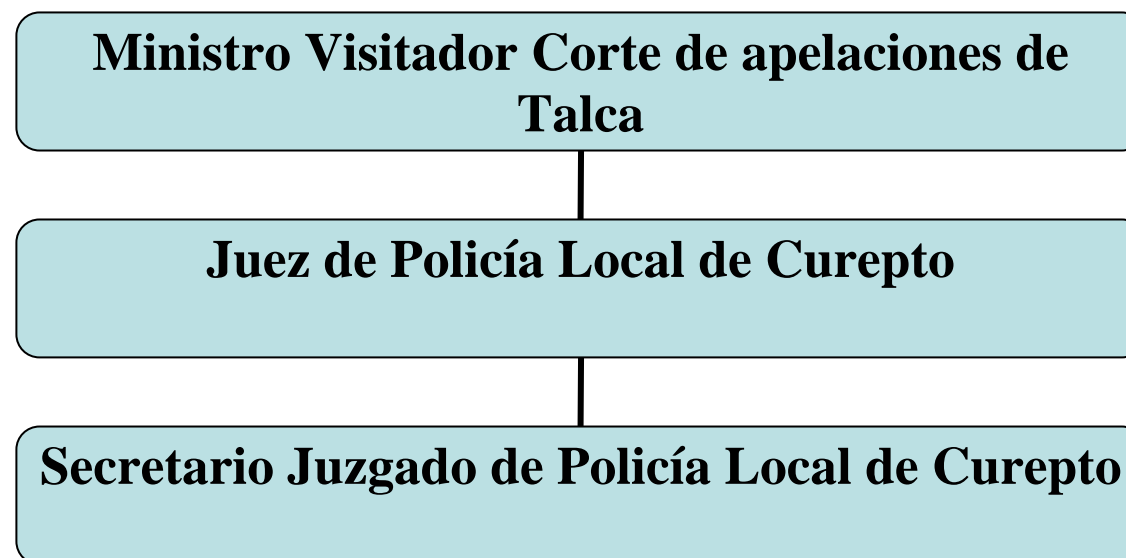 Ministro Visitador Corte de apelaciones de
Talca
Juez de Policía Local de Curepto
Secretario Juzgado de Policía Local de Curepto